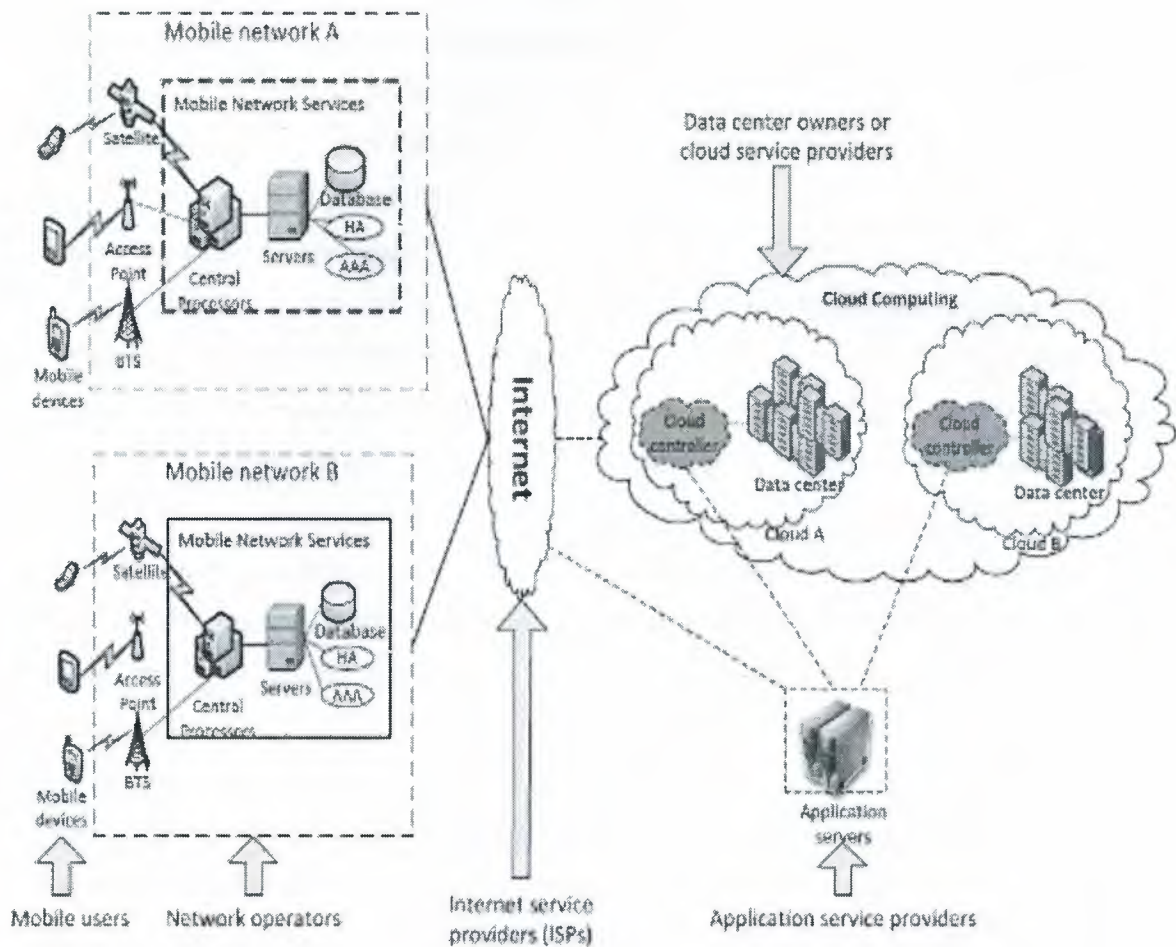 Mobile network A
Mobile Network Services
Satellite
Database
HA
AAA
Servers
Access
Point
Central
Processors
BTS
Mobile
devices
Mobile network B
Mobile Network Services
Satellite
Database
HA
AAA
Servers
Access
Point
Central
Processors
BTS
Mobile
devices
Mobile users
Network operators
Internet
Internet service
providers (ISPs)
Data center owners or
cloud service providers
Cloud Computing
Cloud
controller
Data center
Cloud A
Cloud
controller
Data center
Cloud B
Application
servers
Application service providers